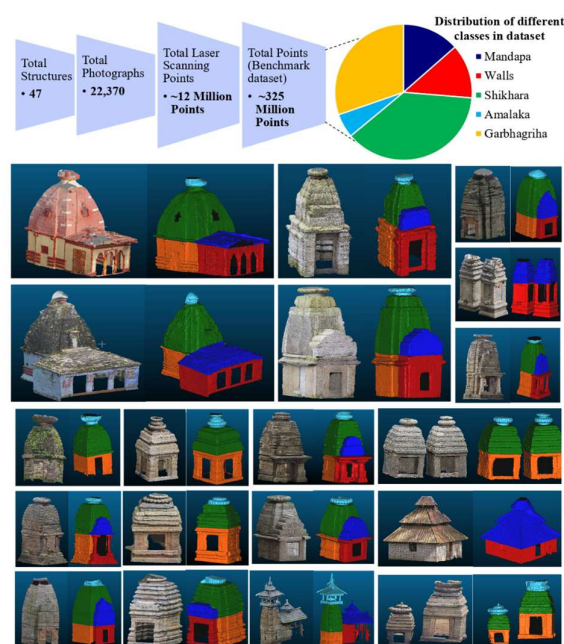 Total
Structures
• 47
Total
Photographs
• 22,370
Total Laser
Scanning
Points
• ~12 Million
Points
Total Points
(Benchmark
dataset)
• ~325
Million
Points
Distribution of different
classes in dataset
Mandapa
Walls
Shikhara
Amalaka
Garbhagriha